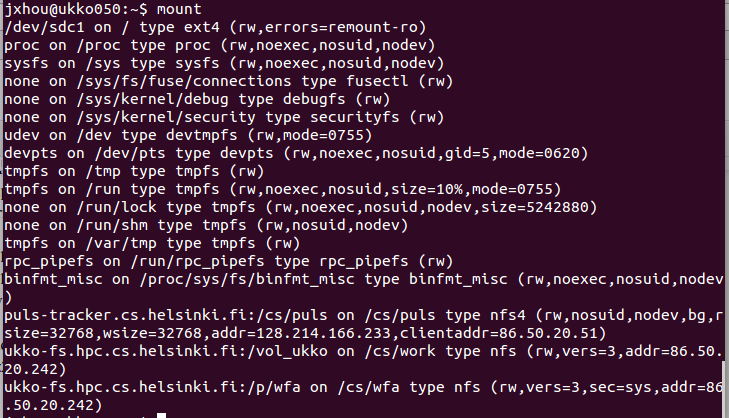 jxhou@ukko050:~$ mount
/dev/sdc1 on / type ext4 (rw,errors=remount-ro)
proc on /proc type proc (rw,noexec,nosuid,nodev)
sysfs on /sys type sysfs (rw,noexec,nosuid,nodev)
none on /sys/fs/fuse/connections type fusectl (rw)
none on /sys/kernel/debug type debugfs (rw)
none on /sys/kernel/security type securityfs (rw)
udev on /dev type devtmpfs (rw,mode=0755)
devpts on /dev/pts type devpts (rw,noexec,nosuid,gid=5,mode=0620)
tmpfs on /tmp type tmpfs (rw)
tmpfs on /run type tmpfs (rw,noexec,nosuid,size=10%,mode=0755)
none on /run/lock type tmpfs (rw,noexec,nosuid,nodev,size=5242880)
none on /run/shm type tmpfs (rw,nosuid,nodev)
tmpfs on /var/tmp type tmpfs (rw)
rpc_pipefs on /run/rpc_pipefs type rpc_pipefs (rw)
binfmt_misc on /proc/sys/fs/binfmt_misc type binfmt_misc (rw,noexec,nosuid,nodev
)
puls-tracker.cs.helsinki.fi:/cs/puls on /cs/puls type nfs4 (rw,nosuid,nodev,bg,r
size=32768,wsize=32768,addr=128.214.166.233,clientaddr=86.50.20.51)
ukko-fs.hpc.cs.helsinki.fi:/vol_ukko on /cs/work type nfs (rw,vers=3,addr=86.50.
20.242)
ukko-fs.hpc.cs.helsinki.fi:/p/wfa on /cs/wfa type nfs (rw,vers=3,sec=sys,addr=86
.50.20.242)